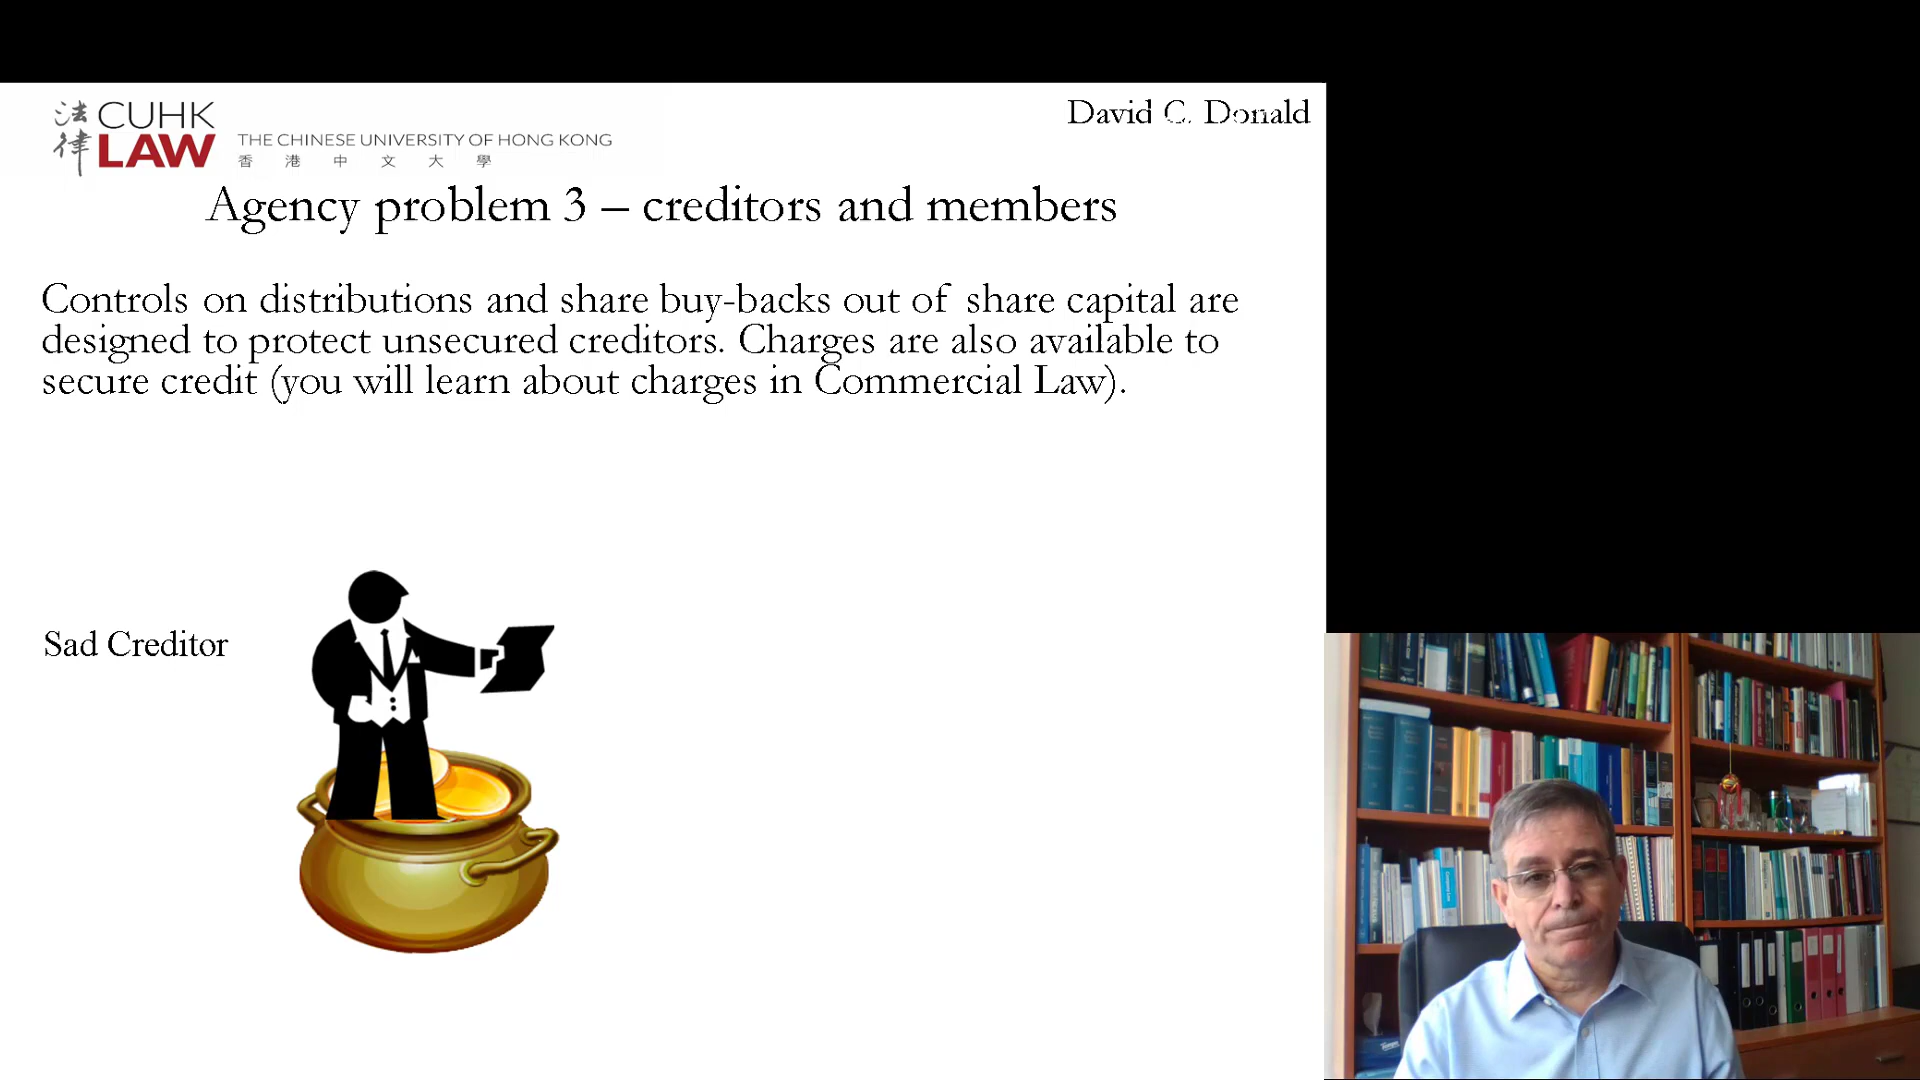 法律 CUHK LAW
THE CHINESE UNIVERSITY OF HONG KONG
香港中文大學
David C. Donald
Agency problem 3 – creditors and members
Controls on distributions and share buy-backs out of share capital are
designed to protect unsecured creditors. Charges are also available to
secure credit (you will learn about charges in Commercial Law).
Sad Creditor